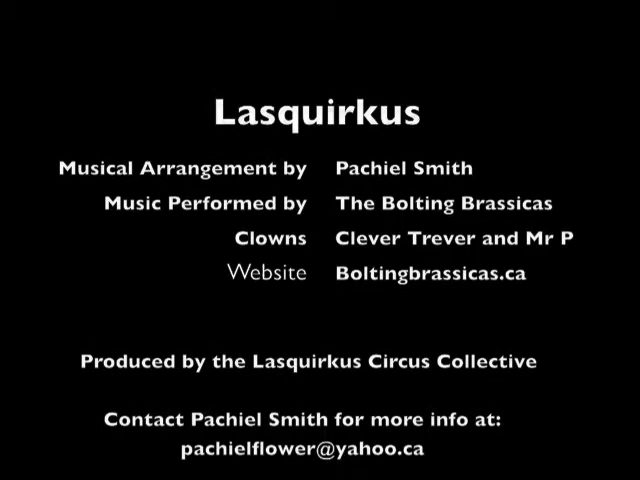 Lasquirkus
Musical Arrangement by Pachiel Smith
Music Performed by The Bolting Brassicas
Clowns Clever Trever and Mr P
Website Boltingbrassicas.ca
Produced by the Lasquirkus Circus Collective
Contact Pachiel Smith for more info at:
pachielflower@yahoo.ca